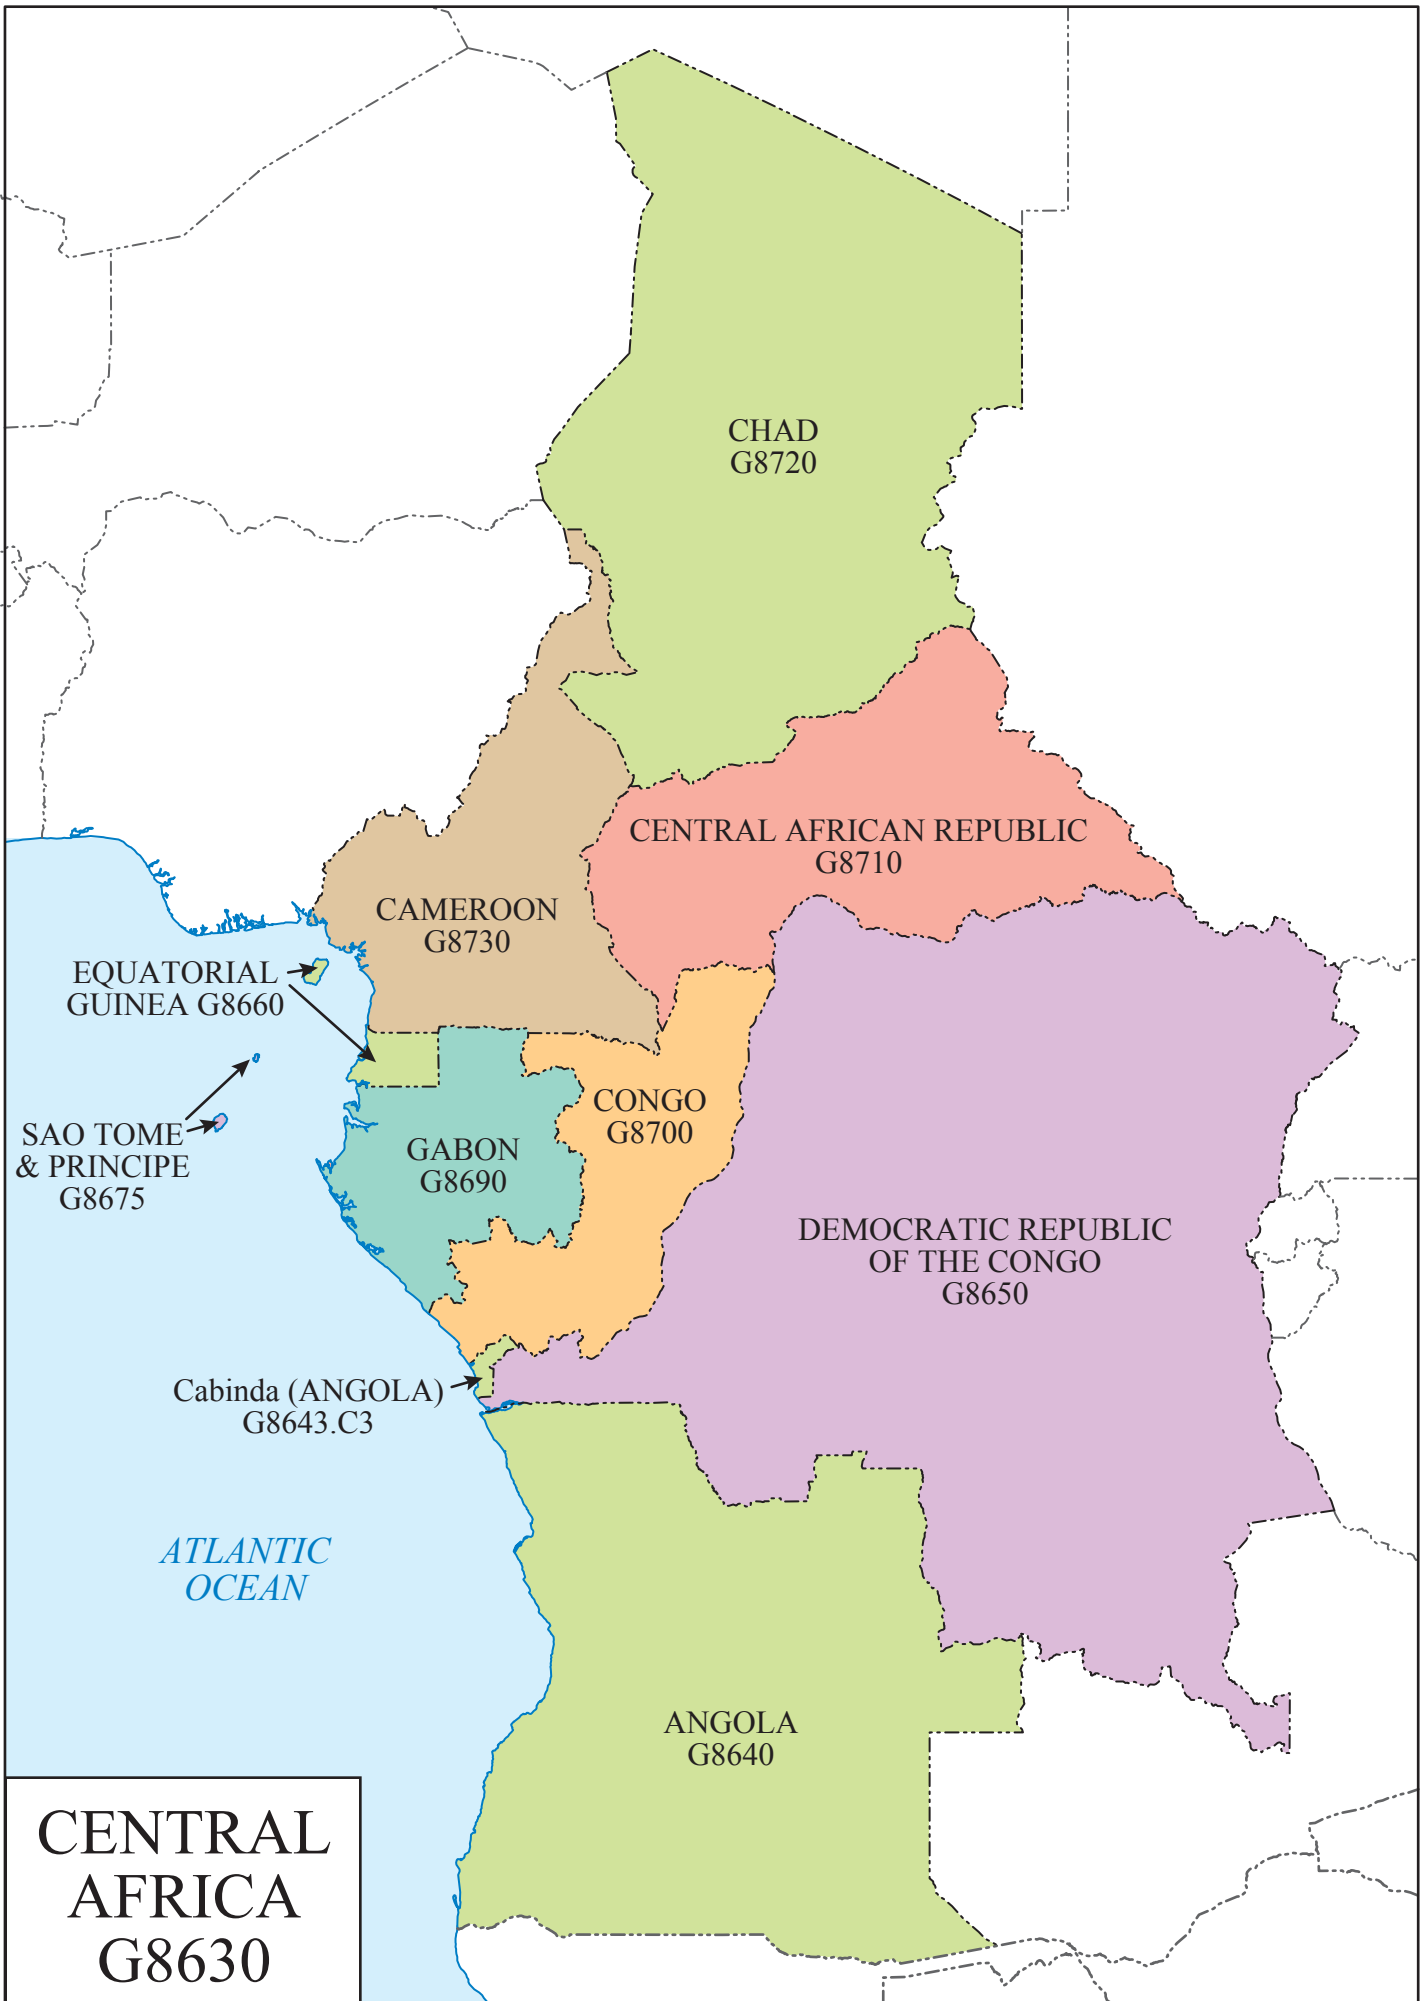 CHAD
G8720
CENTRAL AFRICAN REPUBLIC
G8710
CAMEROON
G8730
EQUATORIAL
GUINEA G8660
CONGO
G8700
SAO TOME
& PRINCIPE
G8675
GABON
G8690
DEMOCRATIC REPUBLIC
OF THE CONGO
G8650
Cabinda (ANGOLA)
G8643.C3
ATLANTIC
OCEAN
ANGOLA
G8640
CENTRAL
AFRICA
G8630